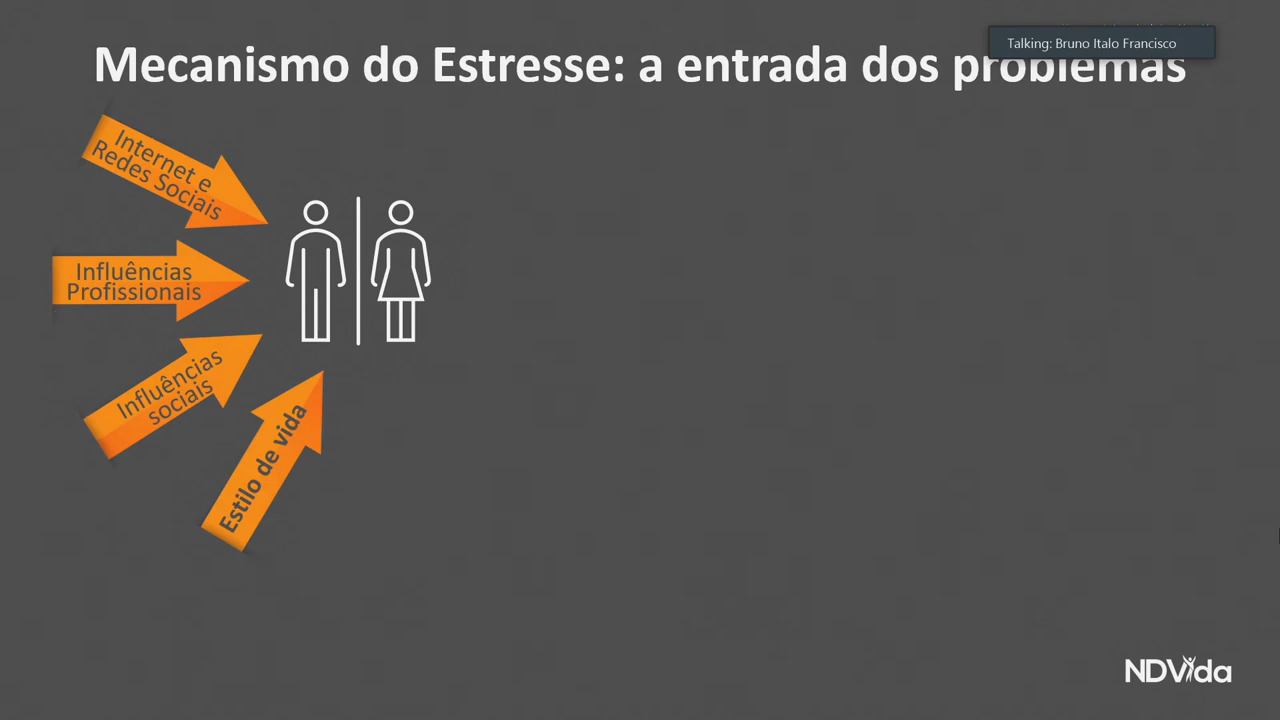 Mecanismo do Estresse: a entrada dos problemas
Talking: Bruno Italo Francisco
Internet e
Redes Sociais
Influências
Profissionais
Influências
sociais
Estilo de vida
NDVida